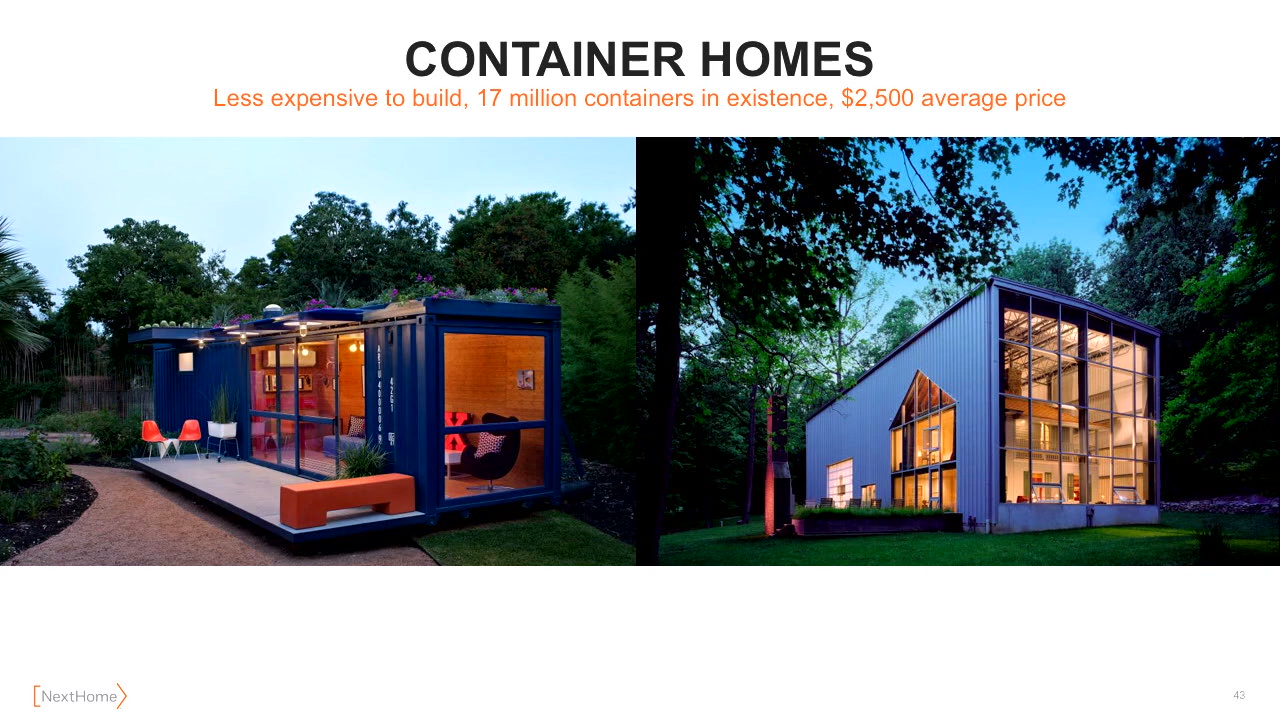 CONTAINER HOMES
Less expensive to build, 17 million containers in existence, $2,500 average price
NextHome
43